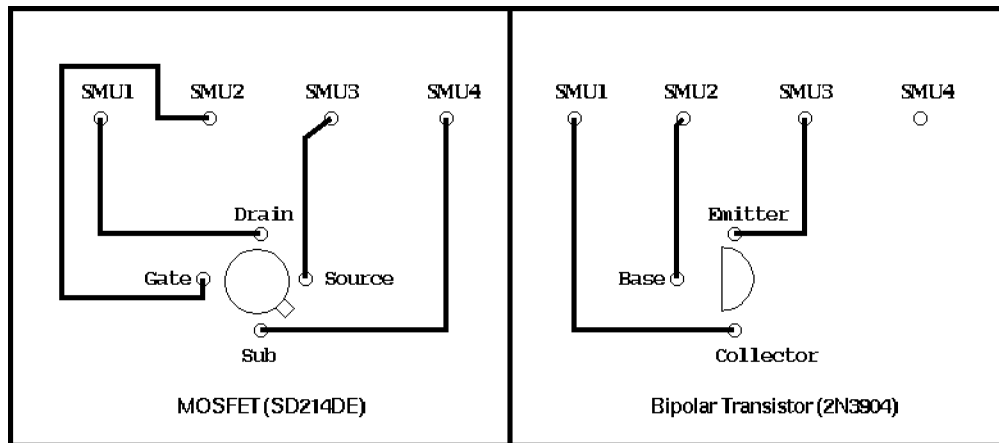 SMU1 SMU2 SMU3 SMU4
Drain
Gate Source
Sub
MOSFET (SD214DE)
SMU1 SMU2 SMU3 SMU4
Emitter
Base
Collector
Bipolar Transistor (2N3904)